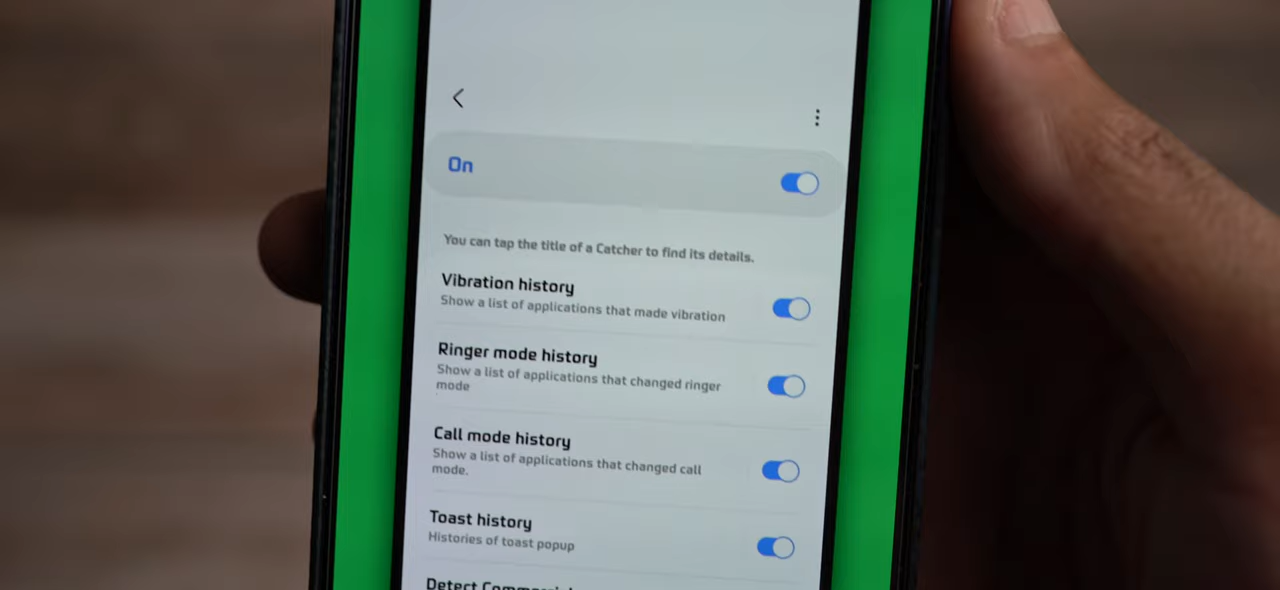 On
You can tap the title of a Catcher to find its details.
Vibration history
Show a list of applications that made vibration
Ringer mode history
Show a list of applications that changed ringer
mode
Call mode history
Show a list of applications that changed call
mode.
Toast history
Histories of toast popup
Detect